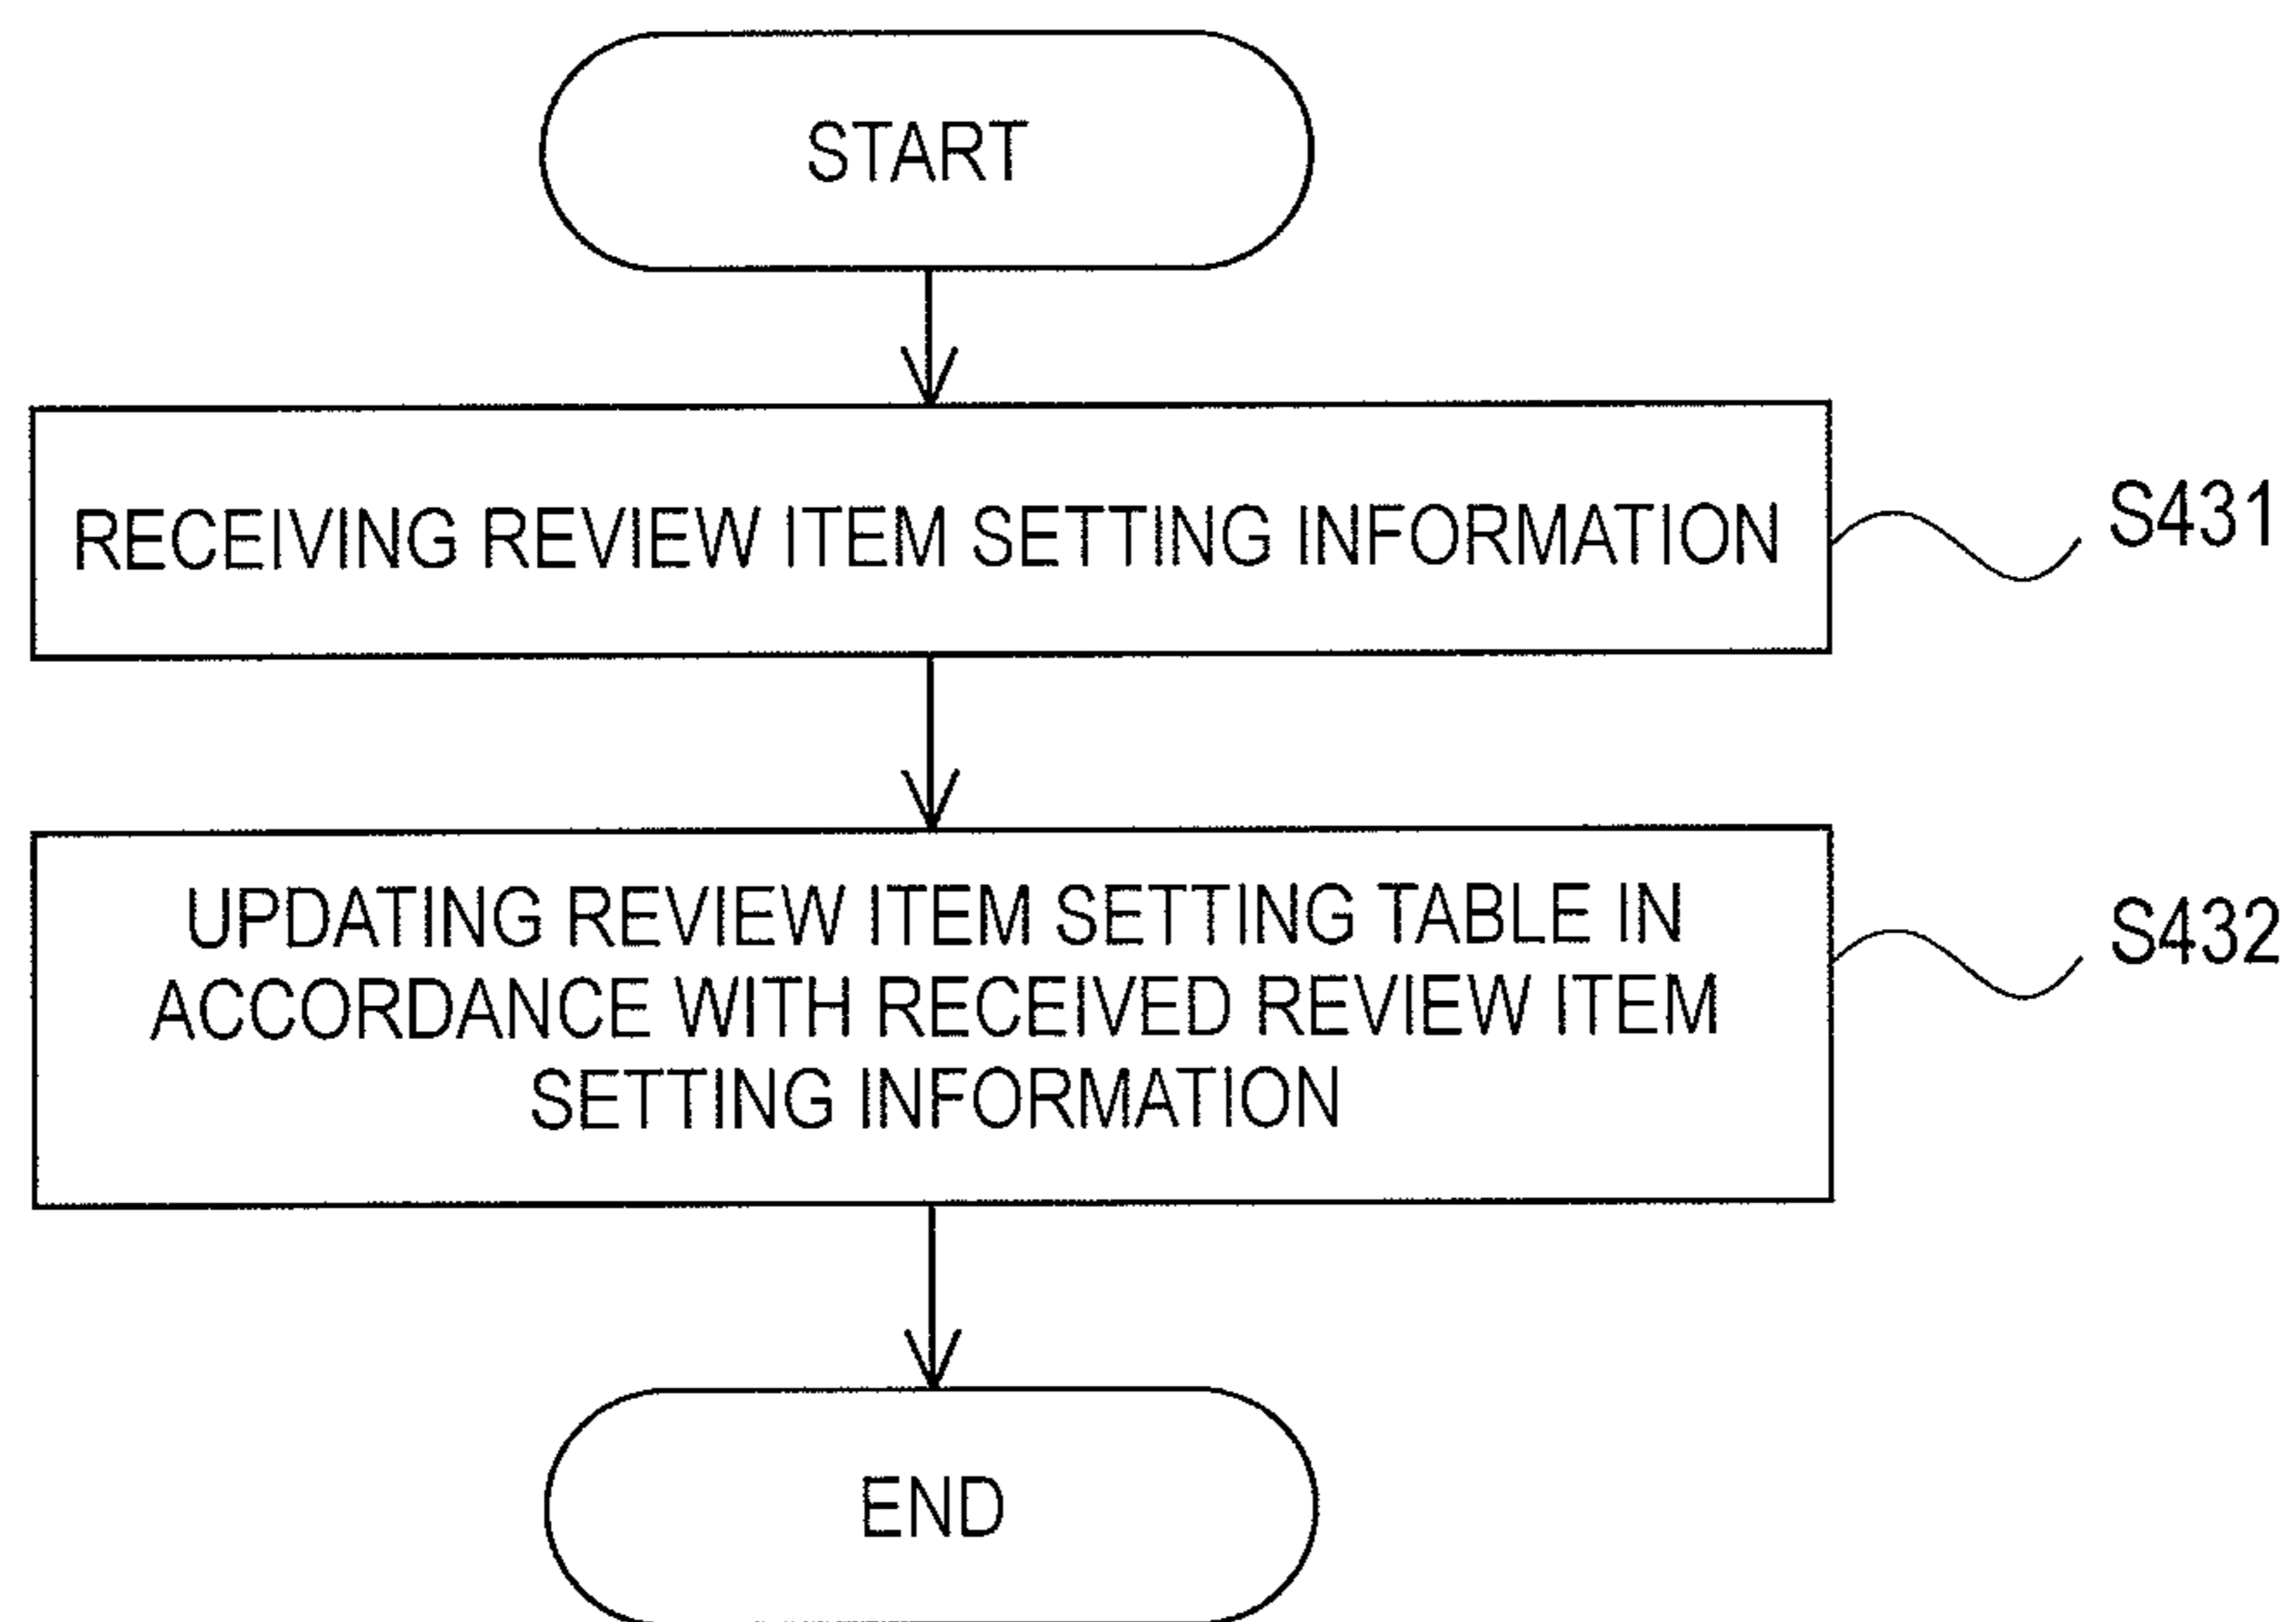 START
RECEIVING REVIEW ITEM SETTING INFORMATION
S431
UPDATING REVIEW ITEM SETTING TABLE IN
ACCORDANCE WITH RECEIVED REVIEW ITEM
SETTING INFORMATION
S432
END